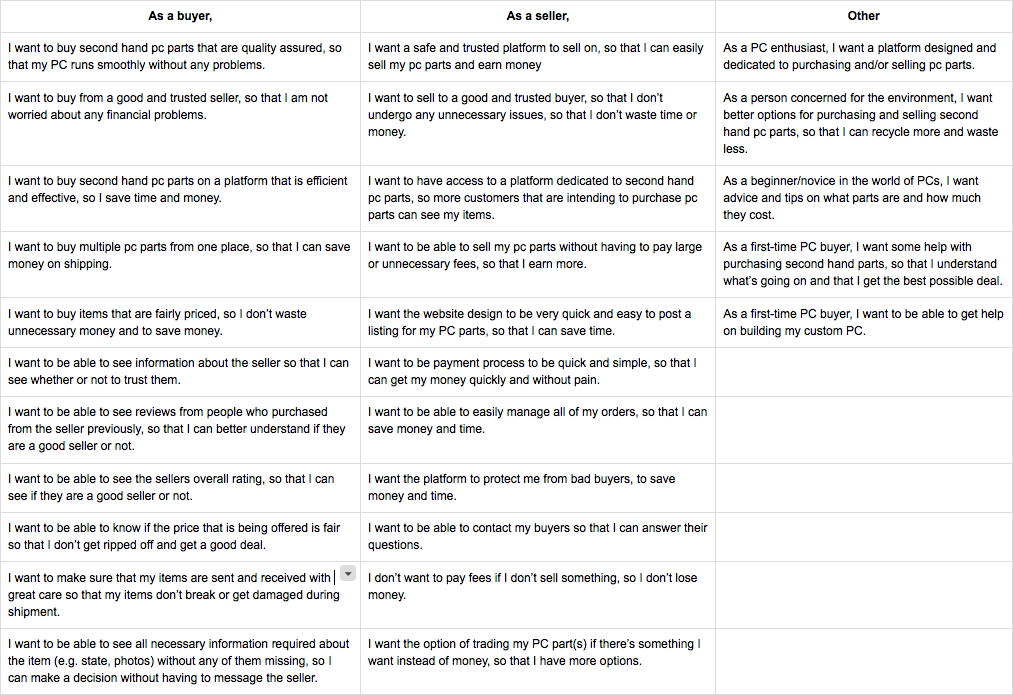 As a buyer,
As a seller,
Other
I want to buy second hand pc parts that are quality assured, so
that my PC runs smoothly without any problems.
I want a safe and trusted platform to sell on, so that I can easily
sell my pc parts and earn money
As a PC enthusiast, I want a platform designed and
dedicated to purchasing and/or selling pc parts.
I want to buy from a good and trusted seller, so that I am not
worried about any financial problems.
I want to sell to a good and trusted buyer, so that I don't
undergo any unnecessary issues, so that I don't waste time or
money.
As a person concerned for the environment, I want
better options for purchasing and selling second
hand pc parts, so that I can recycle more and waste
less.
I want to buy second hand pc parts on a platform that is efficient
and effective, so I save time and money.
I want to have access to a platform dedicated to second hand
pc parts, so more customers that are intending to purchase pc
parts can see my items.
As a beginner/novice in the world of PCs, I want
advice and tips on what parts are and how much
they cost.
I want to buy multiple pc parts from one place, so that I can save
money on shipping.
I want to be able to sell my pc parts without having to pay large
or unnecessary fees, so that I earn more.
As a first-time PC buyer, I want some help with
purchasing second hand parts, so that I understand
what's going on and that I get the best possible deal.
I want to buy items that are fairly priced, so I don't waste
unnecessary money and to save money.
I want the website design to be very quick and easy to post a
listing for my PC parts, so that I can save time.
As a first-time PC buyer, I want to be able to get help
on building my custom PC.
I want to be able to see information about the seller so that I can
see whether or not to trust them.
I want to be payment process to be quick and simple, so that I
can get my money quickly and without pain.
I want to be able to see reviews from people who purchased
from the seller previously, so that I can better understand if they
are a good seller or not.
I want to be able to easily manage all of my orders, so that I can
save money and time.
I want to be able to see the sellers overall rating, so that I can
see if they are a good seller or not.
I want the platform to protect me from bad buyers, to save
money and time.
I want to be able to know if the price that is being offered is fair
so that I don't get ripped off and get a good deal.
I want to be able to contact my buyers so that I can answer their
questions.
I want to make sure that my items are sent and received with
great care so that my items don't break or get damaged during
shipment.
I don't want to pay fees if I don't sell something, so I don't lose
money.
I want to be able to see all necessary information required about
the item (e.g. state, photos) without any of them missing, so I
can make a decision without having to message the seller.
I want the option of trading my PC part(s) if there's something I
want instead of money, so that I have more options.